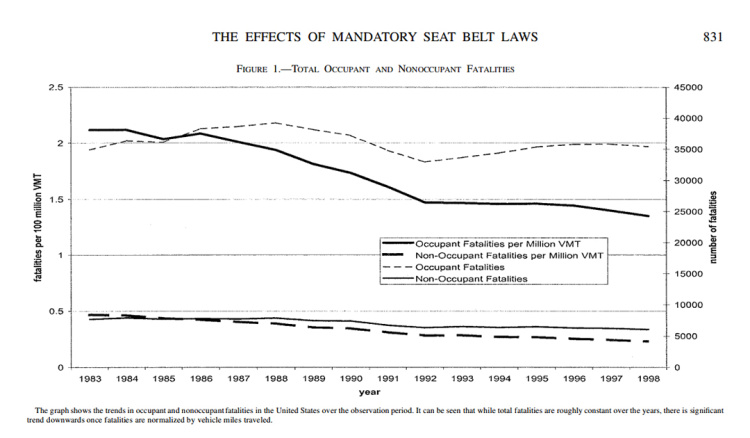 THE EFFECTS OF MANDATORY SEAT BELT LAWS 831
FIGURE 1.—TOTAL OCCUPANT AND NONOCCUPANT FATALITIES
2.5
2
1.5
1
0.5
0
fatalities per 100 million VMT
45000
40000
35000
30000
25000
20000
15000
10000
5000
0
number of fatalities
Occupant Fatalities per Million VMT
Non-Occupant Fatalities per Million VMT
Occupant Fatalities
Non-Occupant Fatalities
1983 1984 1985 1986 1987 1988 1989 1990 1991 1992 1993 1994 1995 1996 1997 1998
year
The graph shows the trends in occupant and nonoccupant fatalities in the United States over the observation period. It can be seen that while total fatalities are roughly constant over the years, there is significant
trend downwards once fatalities are normalized by vehicle miles traveled.